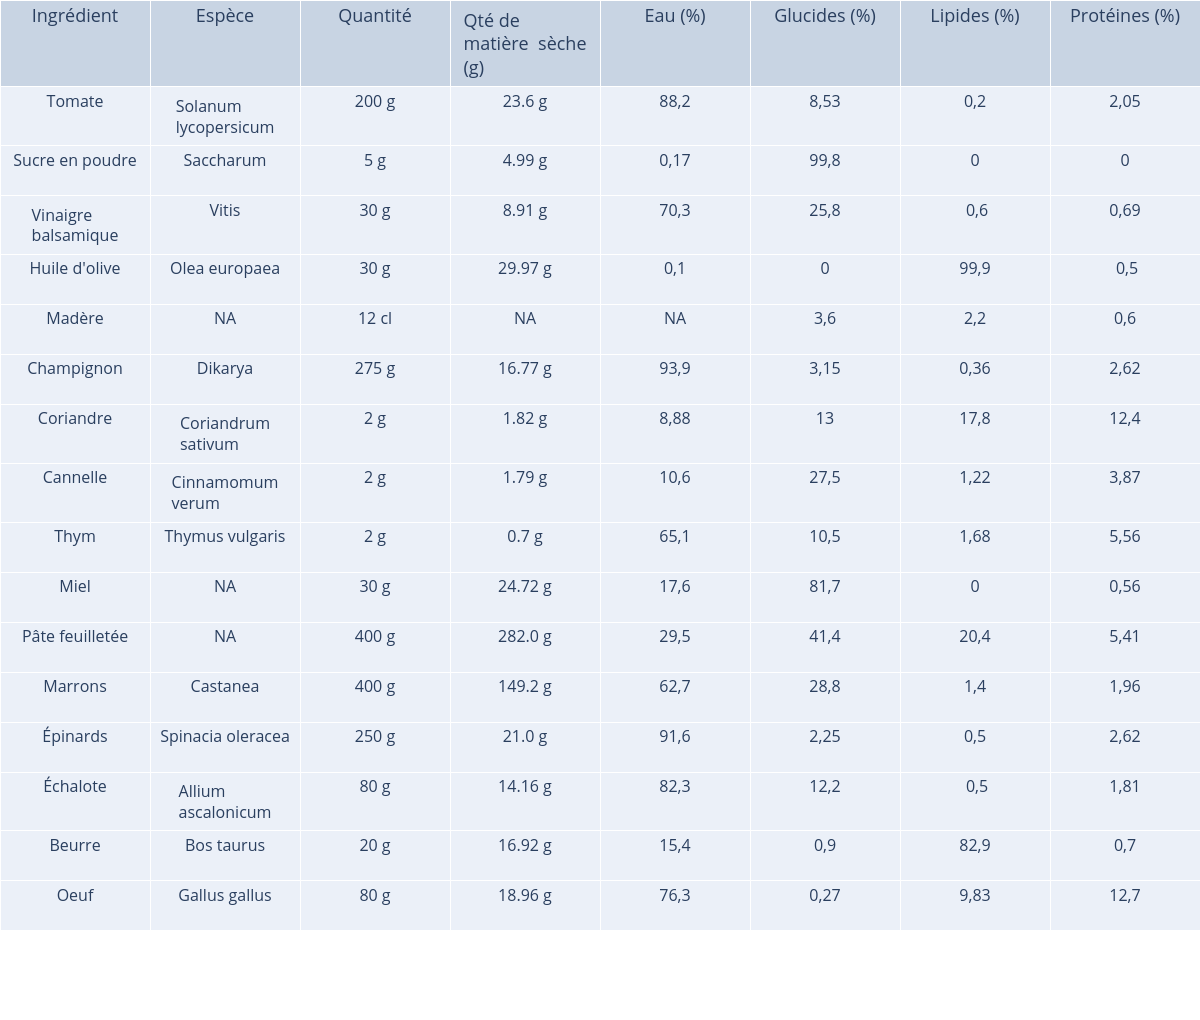 Ingrédient Espèce Quantité Qté de matière sèche (g) Eau (%) Glucides (%) Lipides (%) Protéines (%)
Tomate Solanum lycopersicum 200 g 23.6 g 88,2 8,53 0,2 2,05
Sucre en poudre Saccharum 5 g 4.99 g 0,17 99,8 0 0
Vinaigre balsamique Vitis 30 g 8.91 g 70,3 25,8 0,6 0,69
Huile d'olive Olea europaea 30 g 29.97 g 0,1 0 99,9 0,5
Madère NA 12 cl NA NA 3,6 2,2 0,6
Champignon Dikarya 275 g 16.77 g 93,9 3,15 0,36 2,62
Coriandre Coriandrum sativum 2 g 1.82 g 8,88 13 17,8 12,4
Cannelle Cinnamomum verum 2 g 1.79 g 10,6 27,5 1,22 3,87
Thym Thymus vulgaris 2 g 0.7 g 65,1 10,5 1,68 5,56
Miel NA 30 g 24.72 g 17,6 81,7 0 0,56
Pâte feuilletée NA 400 g 282.0 g 29,5 41,4 20,4 5,41
Marrons Castanea 400 g 149.2 g 62,7 28,8 1,4 1,96
Épinards Spinacia oleracea 250 g 21.0 g 91,6 2,25 0,5 2,62
Échalote Allium ascalonicum 80 g 14.16 g 82,3 12,2 0,5 1,81
Beurre Bos taurus 20 g 16.92 g 15,4 0,9 82,9 0,7
Oeuf Gallus gallus 80 g 18.96 g 76,3 0,27 9,83 12,7